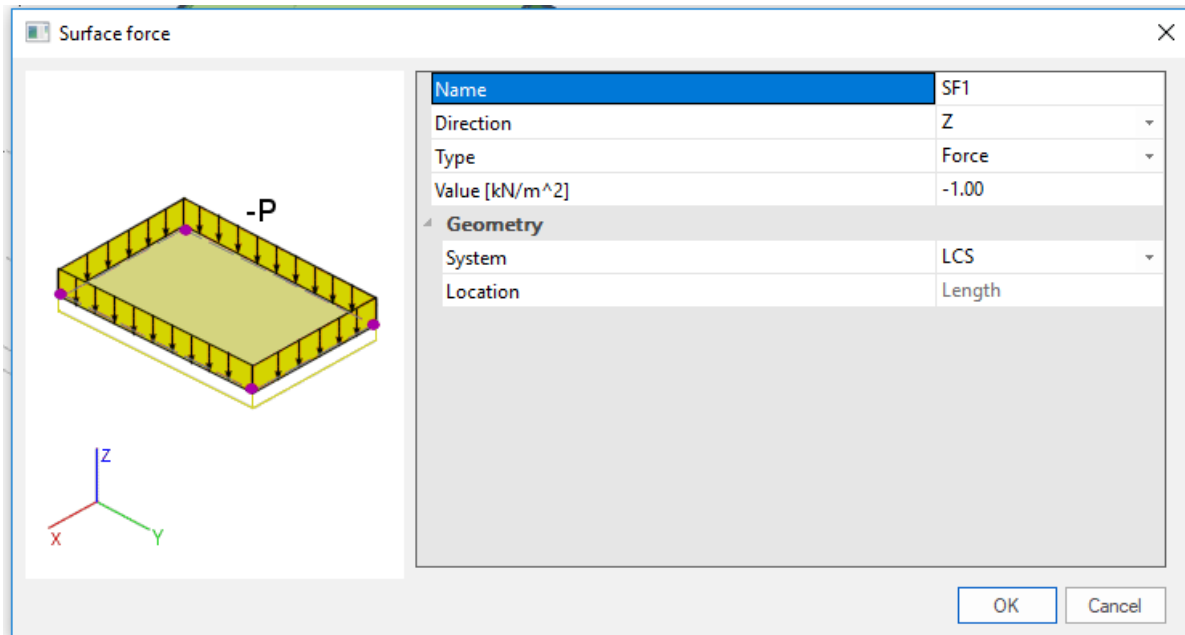 Surface force
-P
Z
X
Y
Name SF1
Direction Z
Type Force
Value [kN/m^2] -1.00
Geometry
System LCS
Location Length
OK Cancel